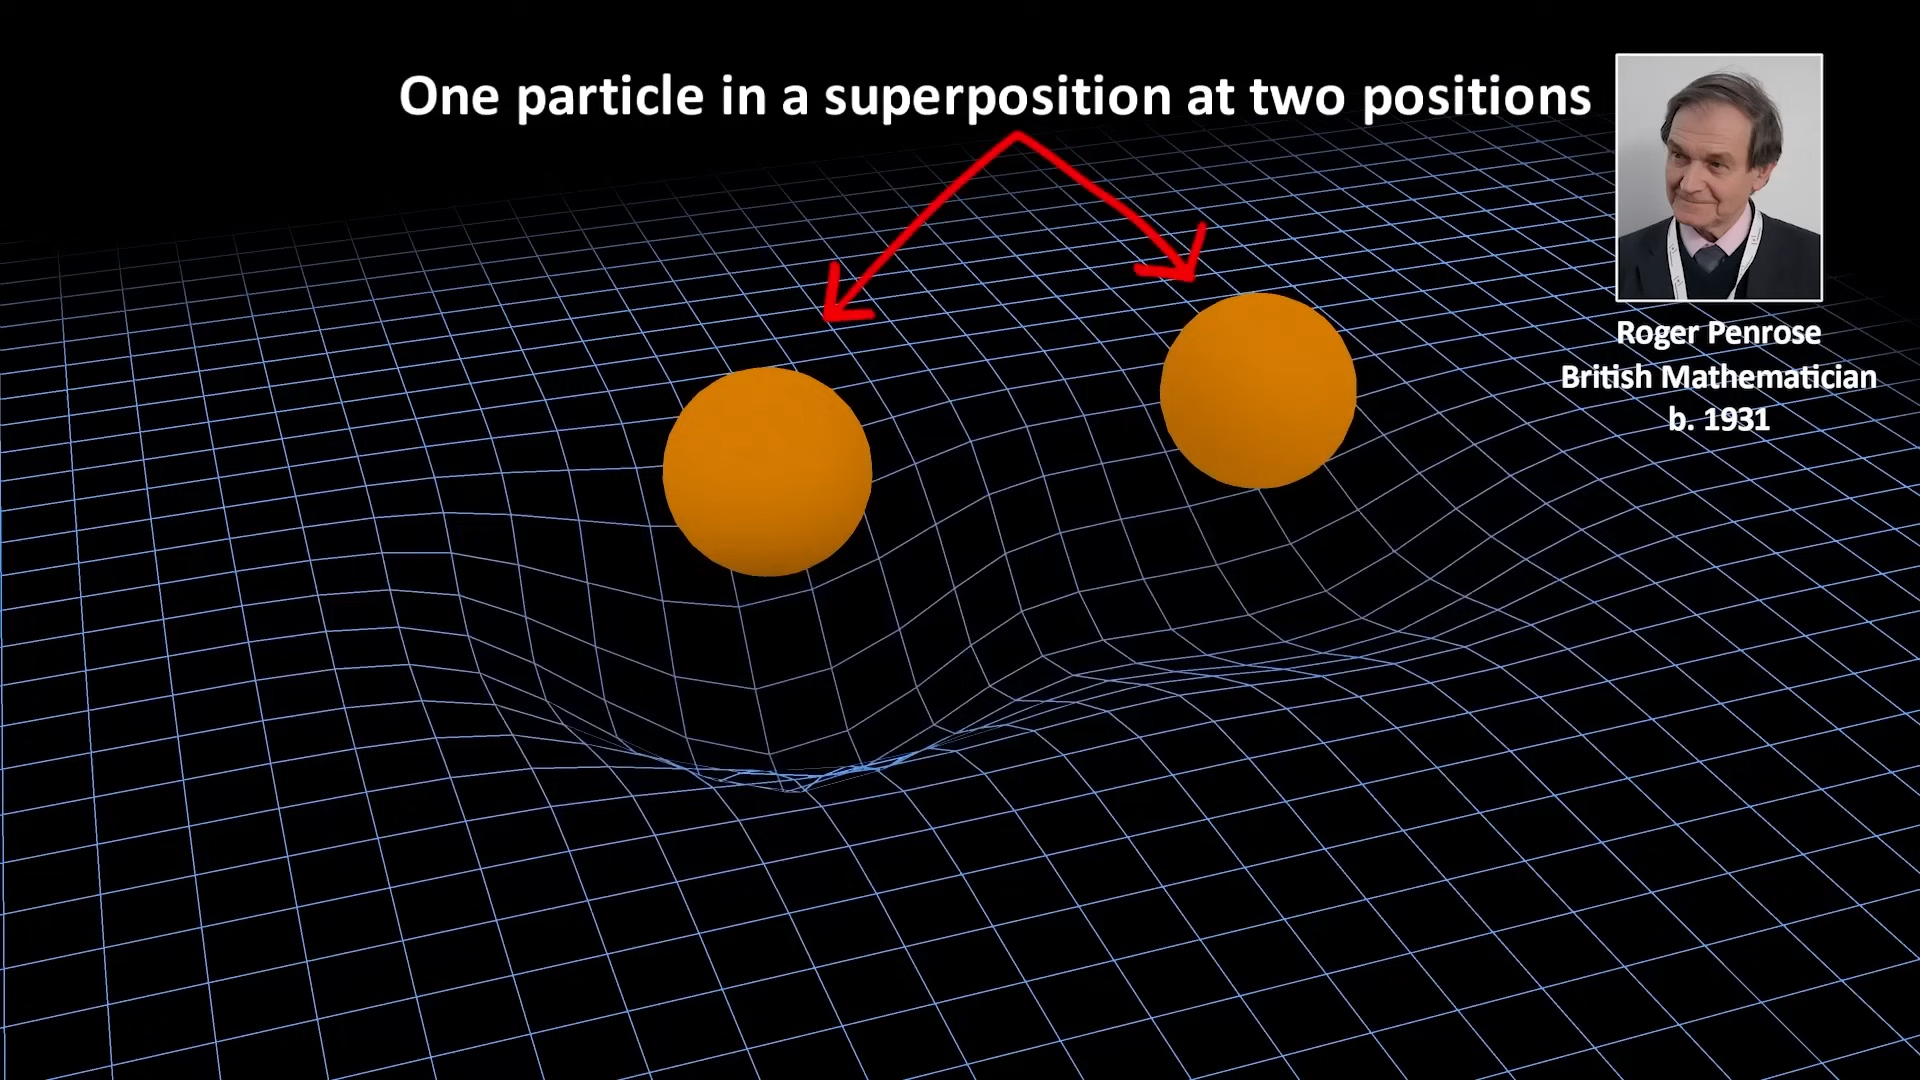 One particle in a superposition at two positions
Roger Penrose
British Mathematician
b. 1931